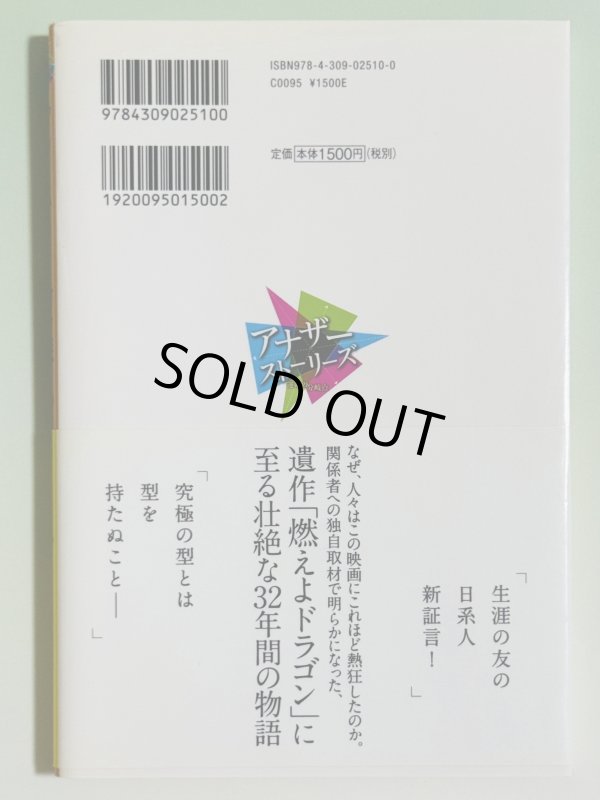 ISBN978-4-309-02510-0
C0095 ¥1500E
9784309025100
定価 本体1500円(税別)
1920095015002
アナザー
ストーリーズ
SOLD OUT
「生涯の友の
日系人
新証言!」
なぜ、人々はこの映画にこれほど熱狂したのか。
関係者への独自取材で明らかになった、
遺作「燃えよドラゴン」に
至る壮絶な32年間の物語
「究極の型とは
型を
持たぬこと―」